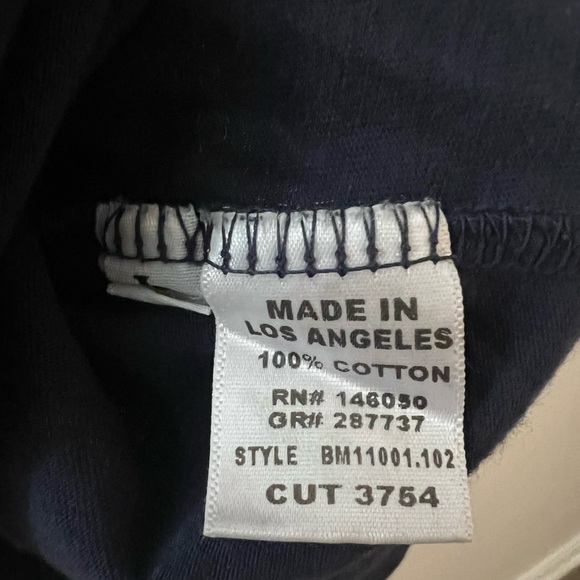 MADE IN
LOS ANGELES
100% COTTON
RN# 146050
GR# 287737
STYLE BM11001.102
CUT 3754